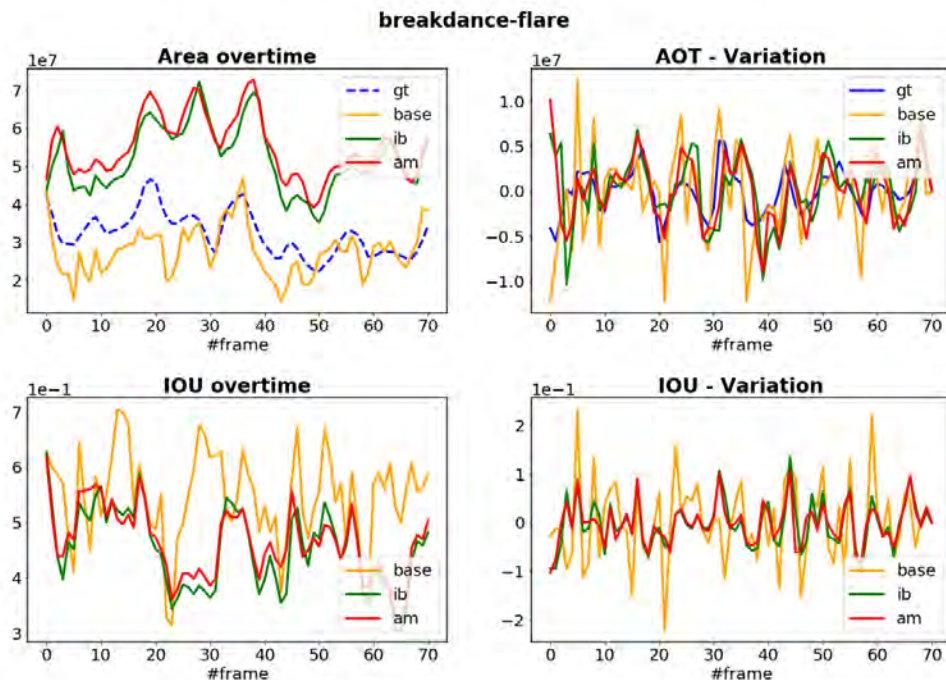 breakdance-flare
Area overtime
1e7
7
6
5
4
3
2
0 10 20 30 40 50 60 70
#frame
gt
base
ib
am
AOT - Variation
1e7
1.0
0.5
0.0
−0.5
−1.0
0 10 20 30 40 50 60 70
#frame
gt
base
ib
am
IOU overtime
1e−1
7
6
5
4
3
0 10 20 30 40 50 60 70
#frame
base
ib
am
IOU - Variation
1e−1
2
1
0
−1
−2
0 10 20 30 40 50 60 70
#frame
base
ib
am